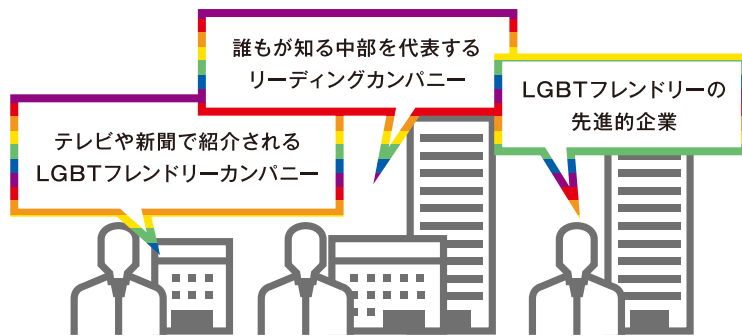 誰もが知る中部を代表する
リーディングカンパニー
LGBTフレンドリーの
先進的企業
テレビや新聞で紹介される
LGBTフレンドリーカンパニー